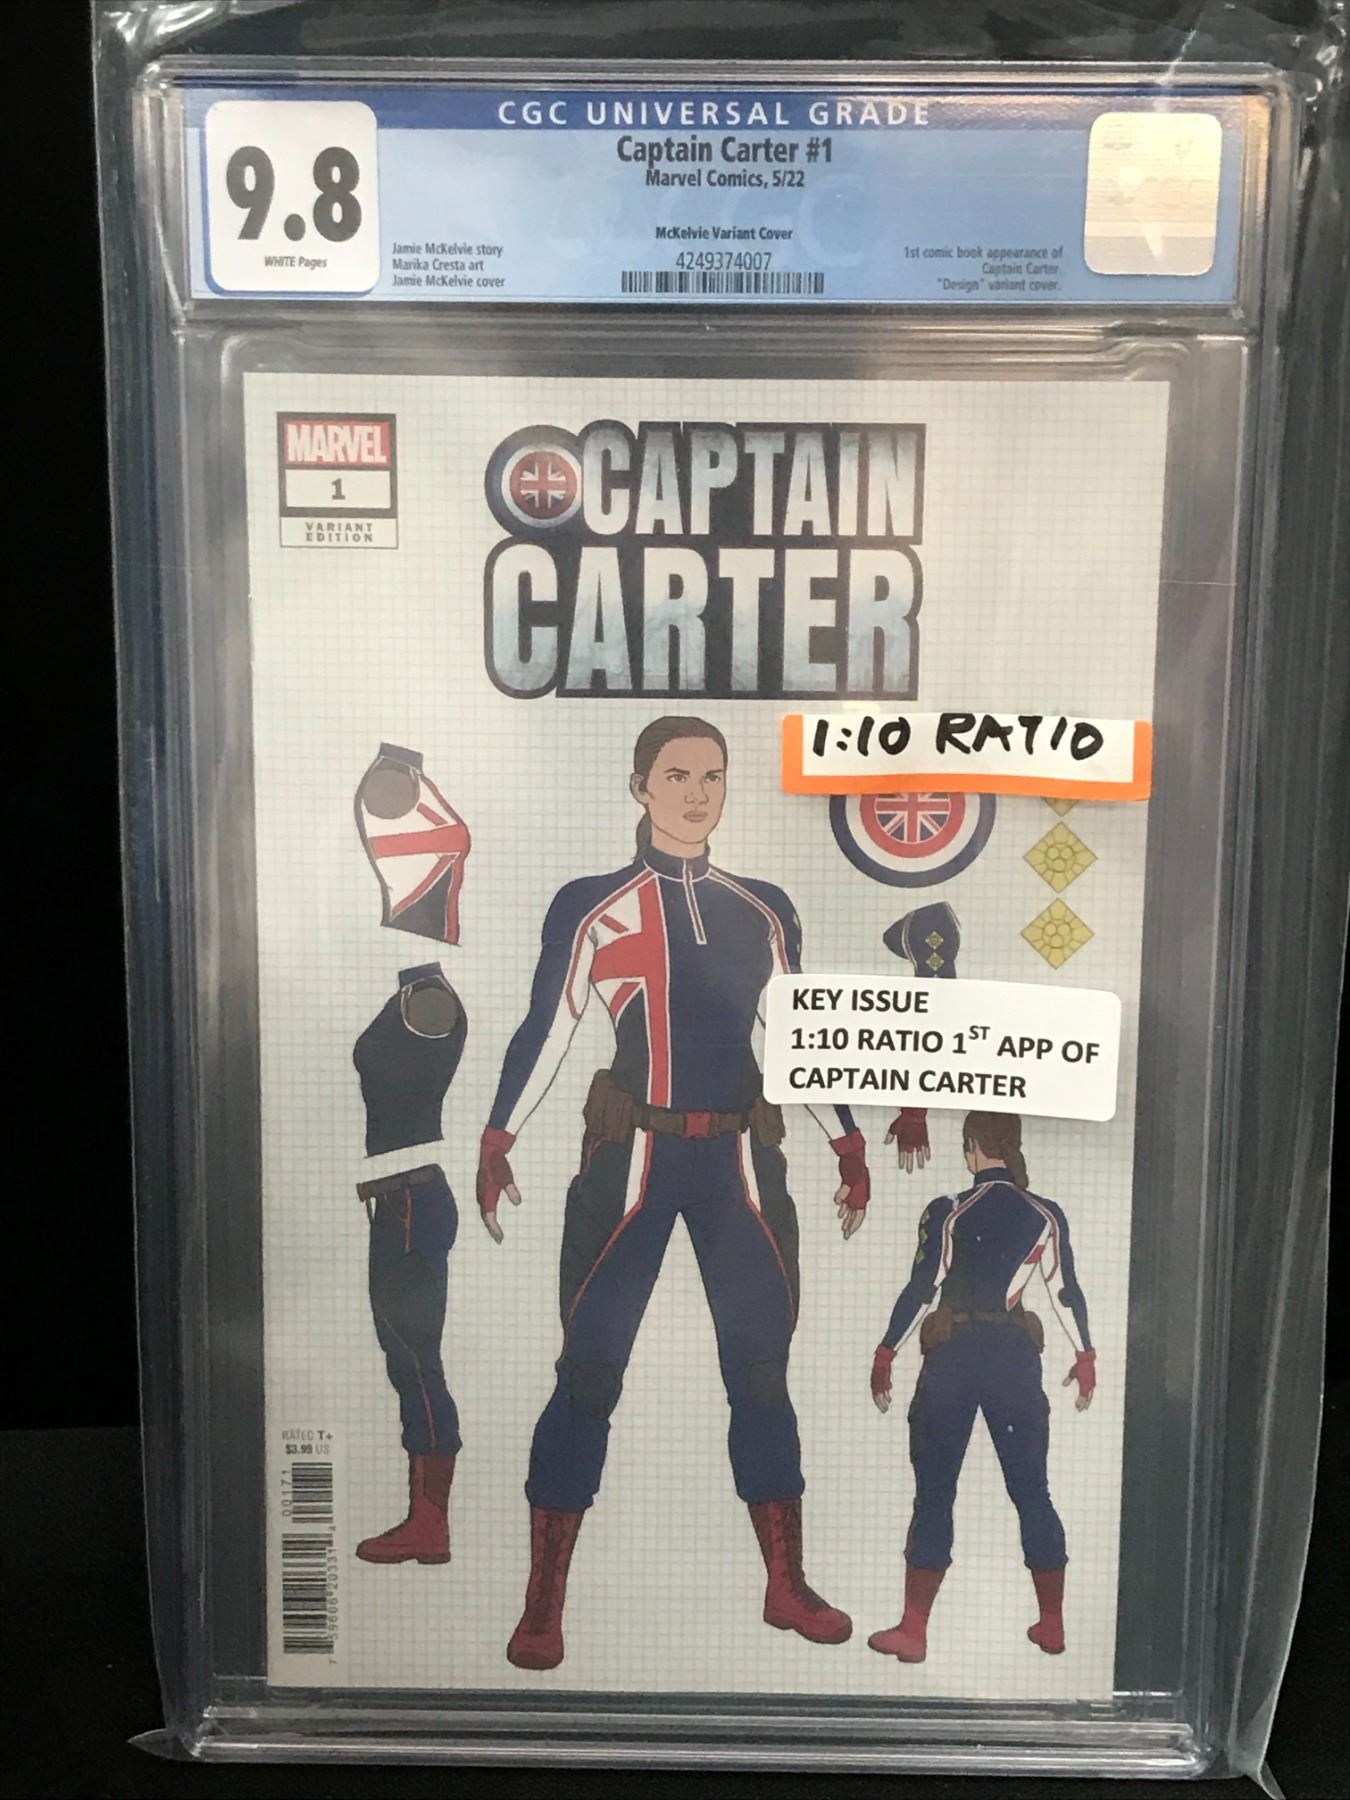 CGC UNIVERSAL GRADE
9.8
WHITE Pages
Captain Carter #1
Marvel Comics, 5/22
McKelvie Variant Cover
4249374007
Jamie McKelvie story
Marika Cresta art
Jamie McKelvie cover
1st comic book appearance of
Captain Carter.
"Design" variant cover.
MARVEL
1
VARIANT
EDITION
CAPTAIN
CARTER
1:10 RATIO
KEY ISSUE
1:10 RATIO 1ST APP OF
CAPTAIN CARTER
RATED T+
$3.99 US
00171